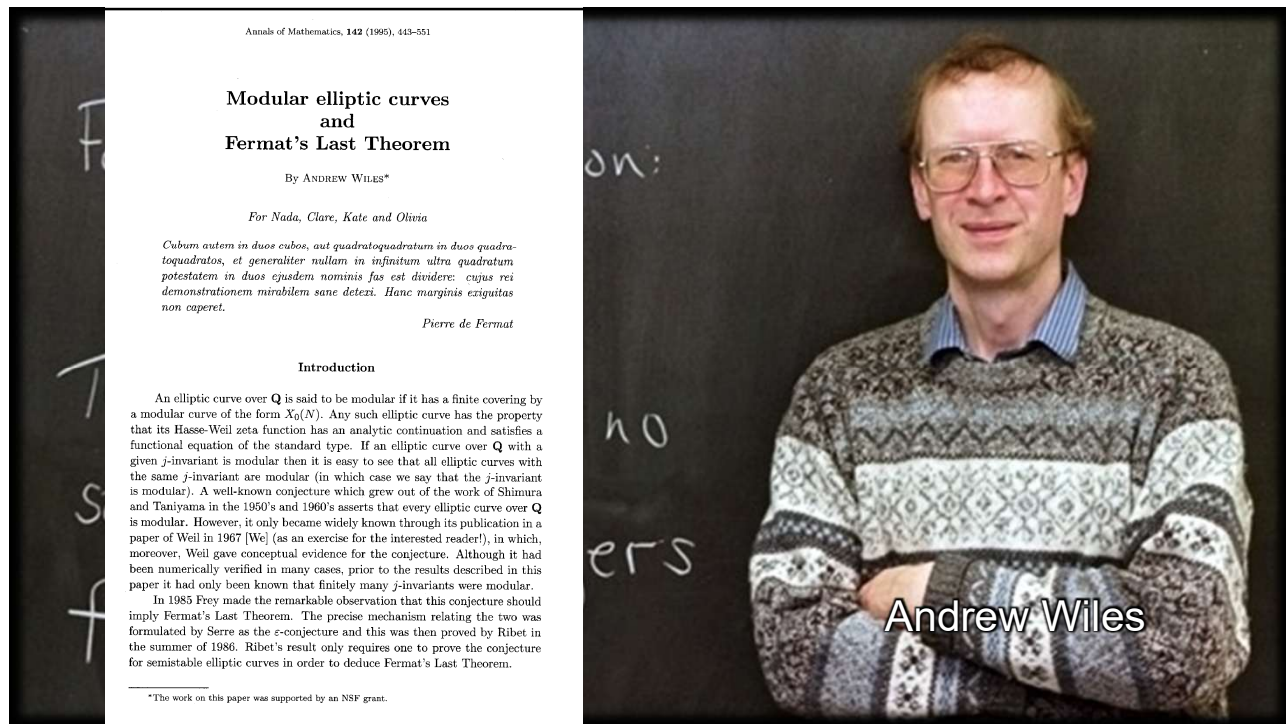 Annals of Mathematics, 142 (1995), 443–551
Modular elliptic curves
and
Fermat's Last Theorem
By ANDREW WILES*
For Nada, Clare, Kate and Olivia
Cubum autem in duos cubos, aut quadratoquadratum in duos quadra-
toquadratos, et generaliter nullam in infinitum ultra quadratum
potestatem in duos ejusdem nominis fas est dividere: cujus rei
demonstrationem mirabilem sane detexi. Hanc marginis exiguitas
non caperet.
Pierre de Fermat
Introduction
An elliptic curve over Q is said to be modular if it has a finite covering by
a modular curve of the form X₀(N). Any such elliptic curve has the property
that its Hasse-Weil zeta function has an analytic continuation and satisfies a
functional equation of the standard type. If an elliptic curve over Q with a
given j-invariant is modular then it is easy to see that all elliptic curves with
the same j-invariant are modular (in which case we say that the j-invariant
is modular). A well-known conjecture which grew out of the work of Shimura
and Taniyama in the 1950's and 1960's asserts that every elliptic curve over Q
is modular. However, it only became widely known through its publication in a
paper of Weil in 1967 [We] (as an exercise for the interested reader!), in which,
moreover, Weil gave conceptual evidence for the conjecture. Although it had
been numerically verified in many cases, prior to the results described in this
paper it had only been known that finitely many j-invariants were modular.
In 1985 Frey made the remarkable observation that this conjecture should
imply Fermat's Last Theorem. The precise mechanism relating the two was
formulated by Serre as the ε-conjecture and this was then proved by Ribet in
the summer of 1986. Ribet's result only requires one to prove the conjecture
for semistable elliptic curves in order to deduce Fermat's Last Theorem.
*The work on this paper was supported by an NSF grant.
on:
no
ers
Andrew Wiles